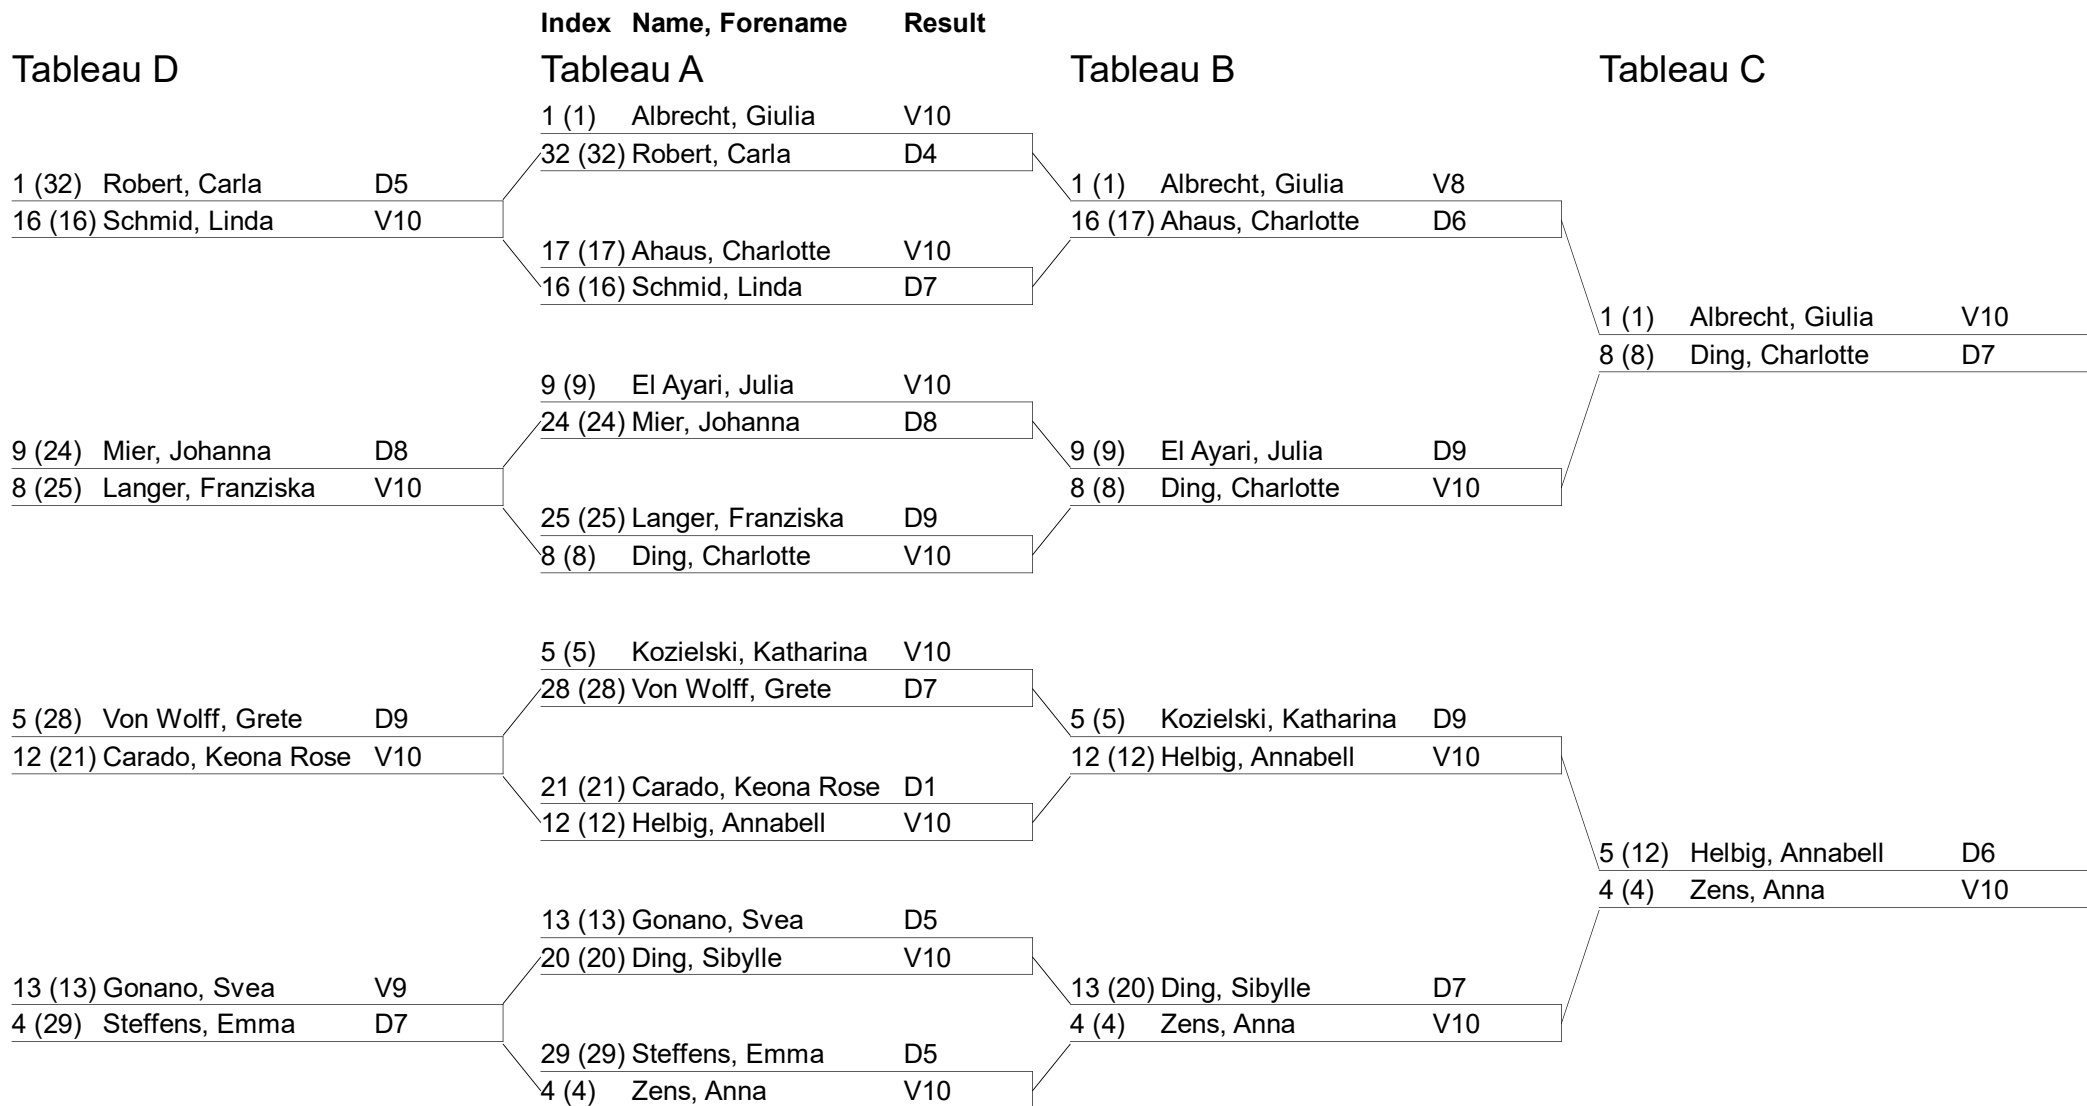 Index Name, Forename Result
Tableau D Tableau A Tableau B Tableau C
1 (1) Albrecht, Giulia V10
32 (32) Robert, Carla D4
1 (32) Robert, Carla D5 1 (1) Albrecht, Giulia V8
16 (16) Schmid, Linda V10 16 (17) Ahaus, Charlotte D6
17 (17) Ahaus, Charlotte V10
16 (16) Schmid, Linda D7
1 (1) Albrecht, Giulia V10
8 (8) Ding, Charlotte D7
9 (9) El Ayari, Julia V10
24 (24) Mier, Johanna D8
9 (24) Mier, Johanna D8 9 (9) El Ayari, Julia D9
8 (25) Langer, Franziska V10 8 (8) Ding, Charlotte V10
25 (25) Langer, Franziska D9
8 (8) Ding, Charlotte V10
5 (5) Kozielski, Katharina V10
28 (28) Von Wolff, Grete D7
5 (28) Von Wolff, Grete D9 5 (5) Kozielski, Katharina D9
12 (21) Carado, Keona Rose V10 12 (12) Helbig, Annabell V10
21 (21) Carado, Keona Rose D1
12 (12) Helbig, Annabell V10
5 (12) Helbig, Annabell D6
4 (4) Zens, Anna V10
13 (13) Gonano, Svea D5
20 (20) Ding, Sibylle V10
13 (13) Gonano, Svea V9 13 (20) Ding, Sibylle D7
4 (29) Steffens, Emma D7 4 (4) Zens, Anna V10
29 (29) Steffens, Emma D5
4 (4) Zens, Anna V10